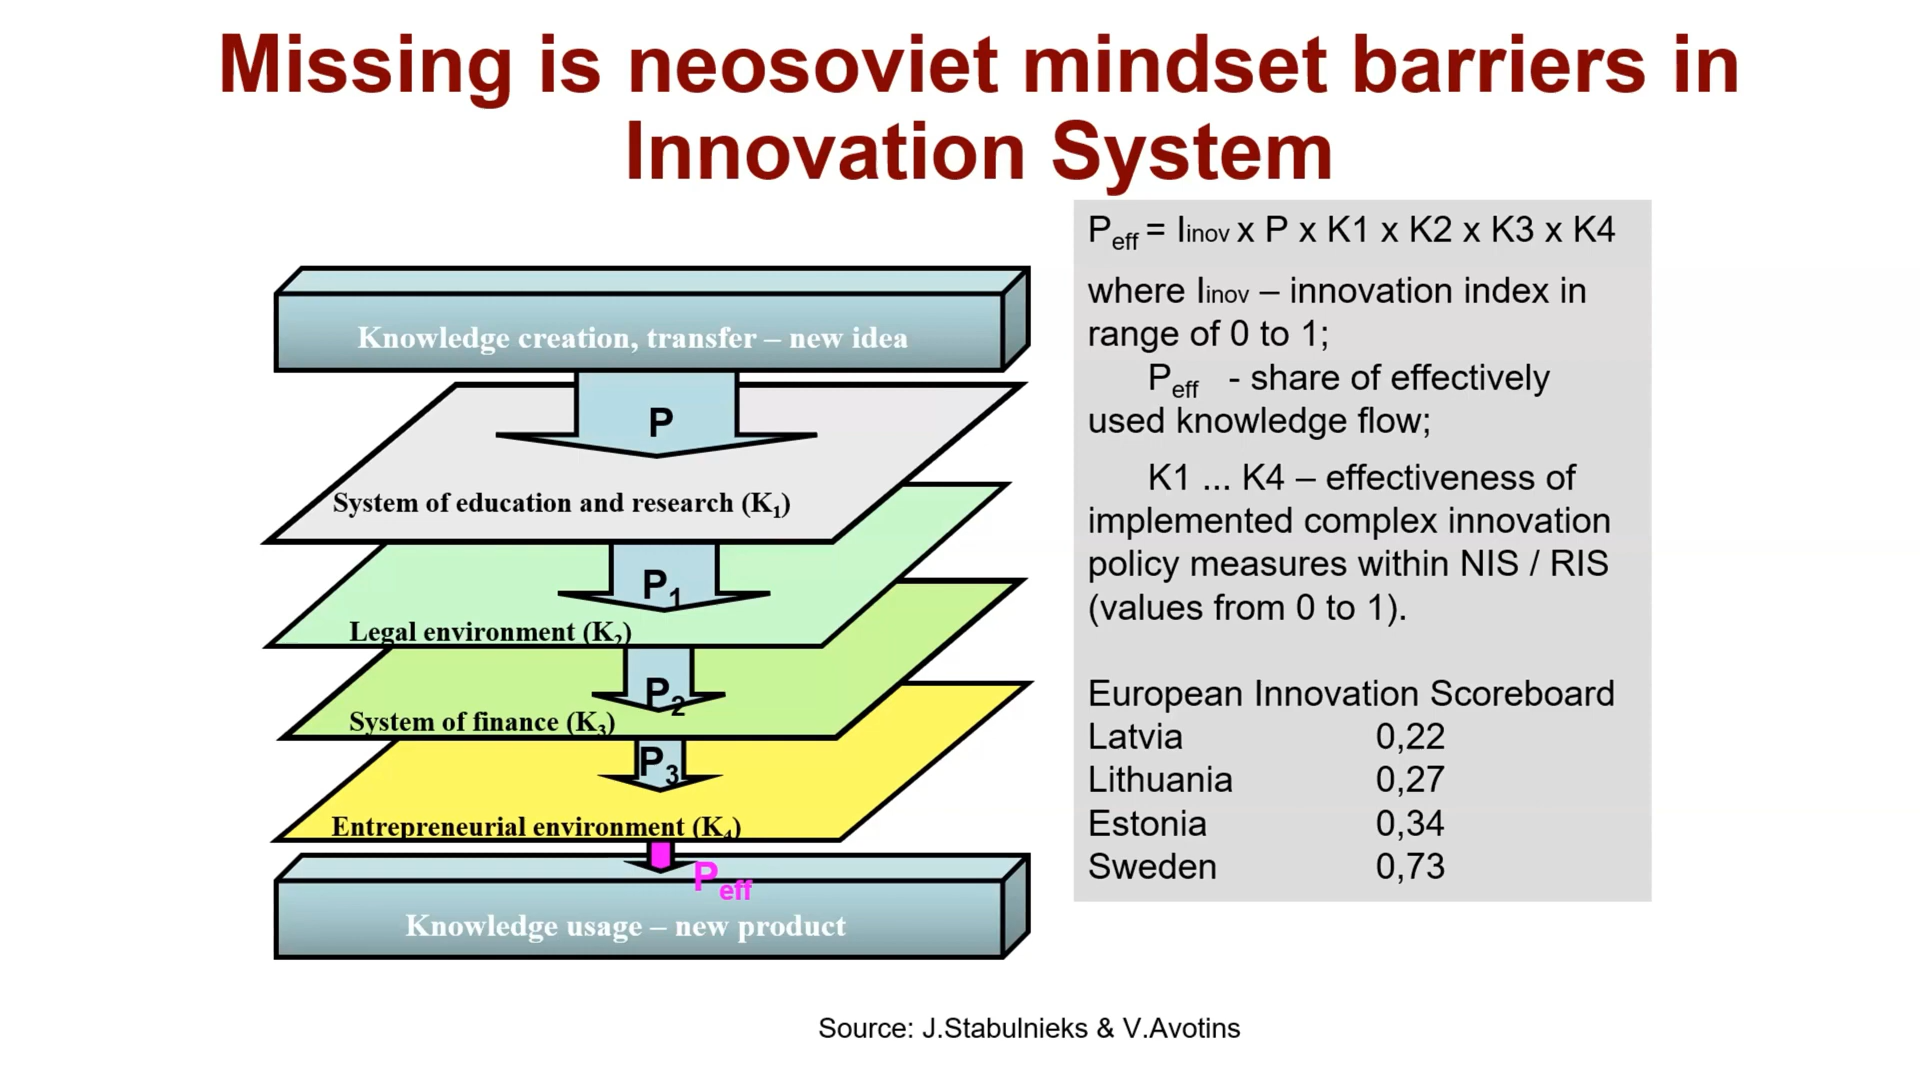 Missing is neosoviet mindset barriers in
Innovation System
Knowledge creation, transfer – new idea
P
System of education and research (K₁)
P₁
Legal environment (K₂)
P₂
System of finance (K₃)
P₃
Entrepreneurial environment (K₄)
Peff
Knowledge usage – new product
Peff = Iinov x P x K1 x K2 x K3 x K4
where Iinov – innovation index in
range of 0 to 1;
Peff - share of effectively
used knowledge flow;
K1 ... K4 – effectiveness of
implemented complex innovation
policy measures within NIS / RIS
(values from 0 to 1).
European Innovation Scoreboard
Latvia 0,22
Lithuania 0,27
Estonia 0,34
Sweden 0,73
Source: J.Stabulnieks & V.Avotins